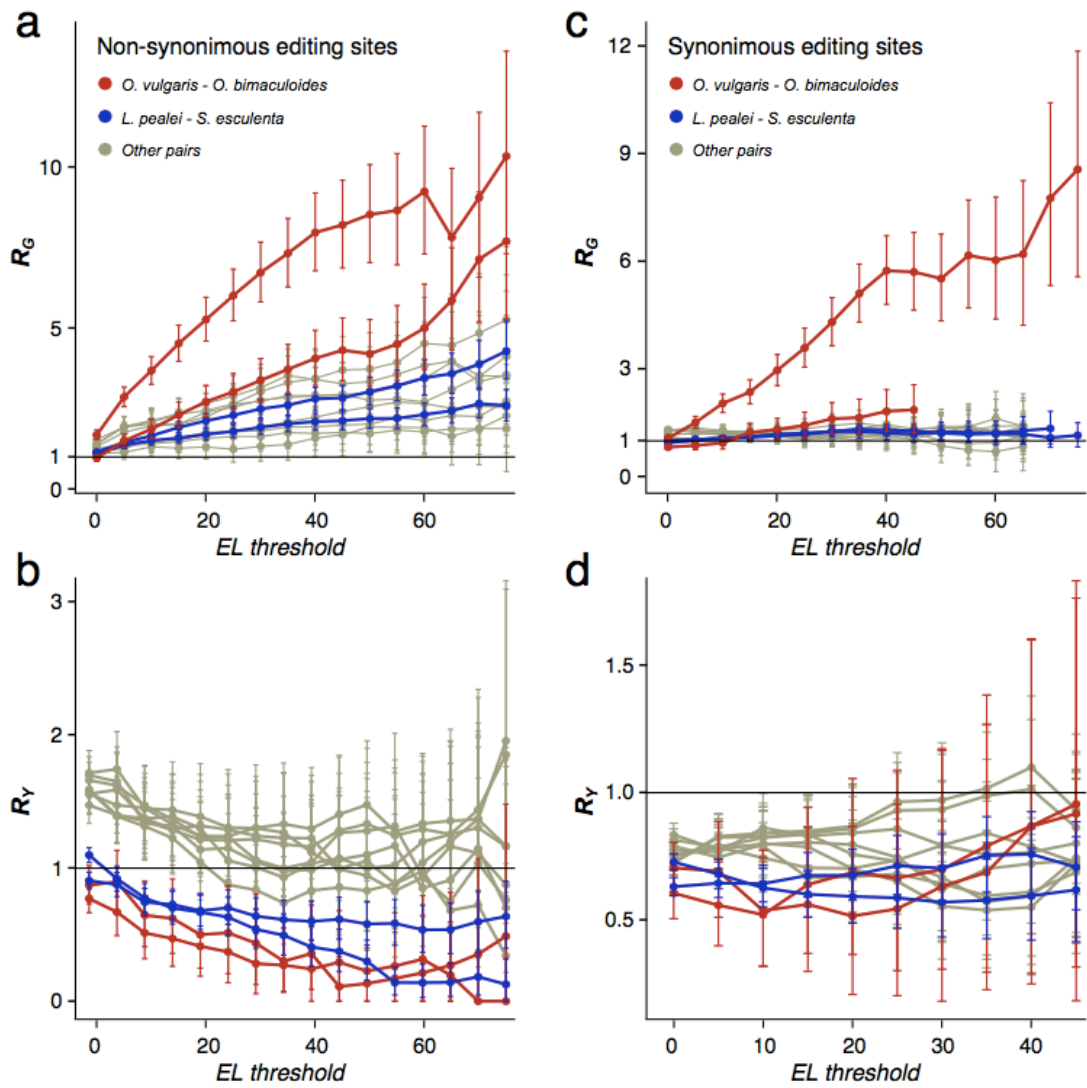 a
Non-synonimous editing sites
O. vulgaris - O. bimaculoides
L. pealei - S. esculenta
Other pairs
10
5
1
0
R_G
0 20 40 60
EL threshold
c
Synonimous editing sites
O. vulgaris - O. bimaculoides
L. pealei - S. esculenta
Other pairs
12
9
6
3
1
0
R_G
0 20 40 60
EL threshold
b
3
2
1
0
R_Y
0 20 40 60
EL threshold
d
1.5
1.0
0.5
R_Y
0 10 20 30 40
EL threshold